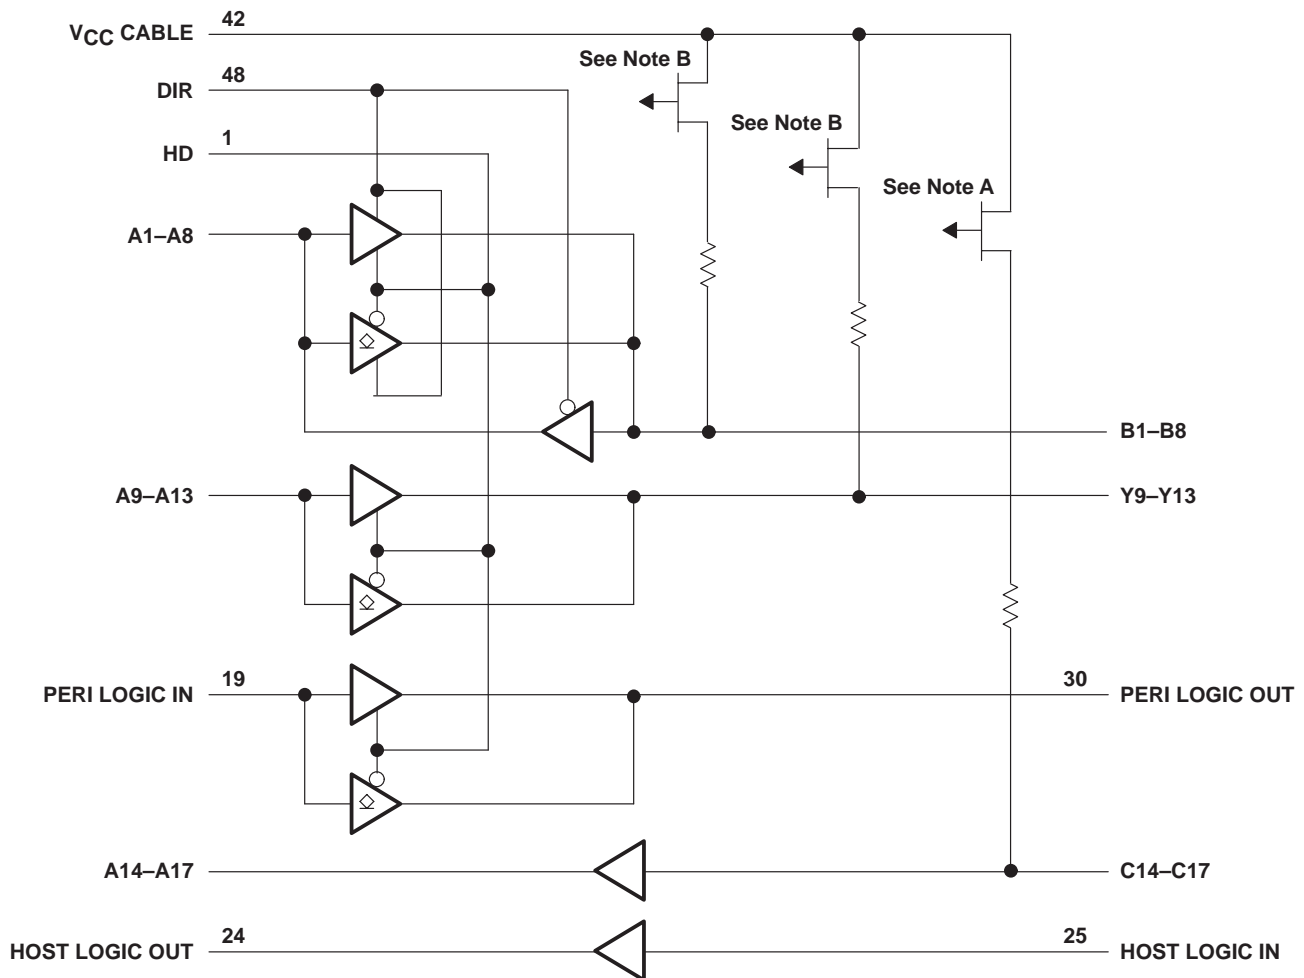 VCC CABLE 42
See Note B
DIR 48
See Note B
HD 1
See Note A
A1–A8
B1–B8
A9–A13
Y9–Y13
PERI LOGIC IN 19
30 PERI LOGIC OUT
A14–A17
C14–C17
HOST LOGIC OUT 24
25 HOST LOGIC IN